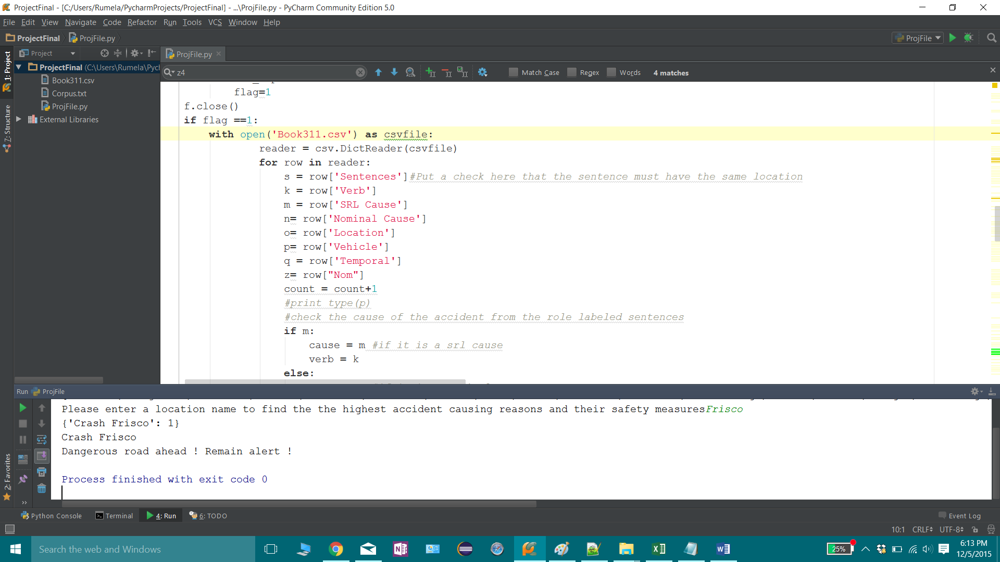 ProjectFinal - [C:/Users/Rumela/PycharmProjects/ProjectFinal] - ...\ProjFile.py - PyCharm Community Edition 5.0
File Edit View Navigate Code Refactor Run Tools VCS Window Help
ProjectFinal ProjFile.py
ProjFile
Project
ProjFile.py
1: Project
Z: Structure
2: Favorites
ProjectFinal (C:\Users\Rumela\Pycl
Book311.csv
Corpus.txt
ProjFile.py
External Libraries
z4
Match Case Regex Words 4 matches
flag=1
f.close()
if flag ==1:
with open('Book311.csv') as csvfile:
reader = csv.DictReader(csvfile)
for row in reader:
s = row['Sentences']#Put a check here that the sentence must have the same location
k = row['Verb']
m = row['SRL Cause']
n= row['Nominal Cause']
o= row['Location']
p= row['Vehicle']
q = row['Temporal']
z= row["Nom"]
count = count+1
#print type(p)
#check the cause of the accident from the role labeled sentences
if m:
cause = m #if it is a srl cause
verb = k
else:
Run ProjFile
Please enter a location name to find the the highest accident causing reasons and their safety measuresFrisco
{'Crash Frisco': 1}
Crash Frisco
Dangerous road ahead ! Remain alert !
Process finished with exit code 0
Python Console Terminal 4: Run 6: TODO Event Log
10:1 CRLF UTF-8
Search the web and Windows
25%
6:13 PM
12/5/2015